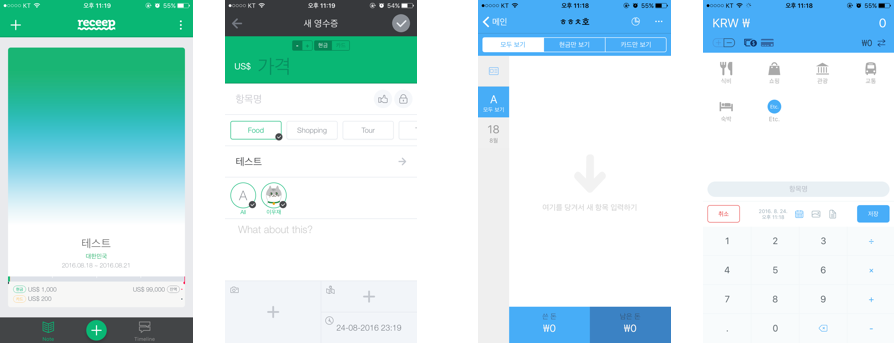 ●○○○○ KT 오후 11:19 55%
receep
테스트
대한민국
2016.08.18 ~ 2016.08.21
현금 US$ 1,000
US$ 99,000
US$ 200
Home
Timeline
●○○○○ KT 오후 11:19 54%
새 영수증
+ - 현금 카드
US$ 가격
항목명
Food Shopping Tour
테스트
A
All
What about this?
24-08-2016 23:19
●○○○○ KT 오후 11:18 55%
메인
ㅎㅎㅊ호
모두 보기 현금만 보기 카드만 보기
A
모두 보기
18
8월
여기를 당겨서 새 항목 입력하기
쓴 돈
₩0
남은 돈
₩0
●○○○○ KT 오후 11:18 55%
KRW ₩ 0
₩0
식비 쇼핑 관광 교통
숙박 Etc.
항목명
취소
2016. 8. 24.
오후 11:18
저장
1 2 3 ÷
4 5 6 ×
7 8 9 +
. 0 -